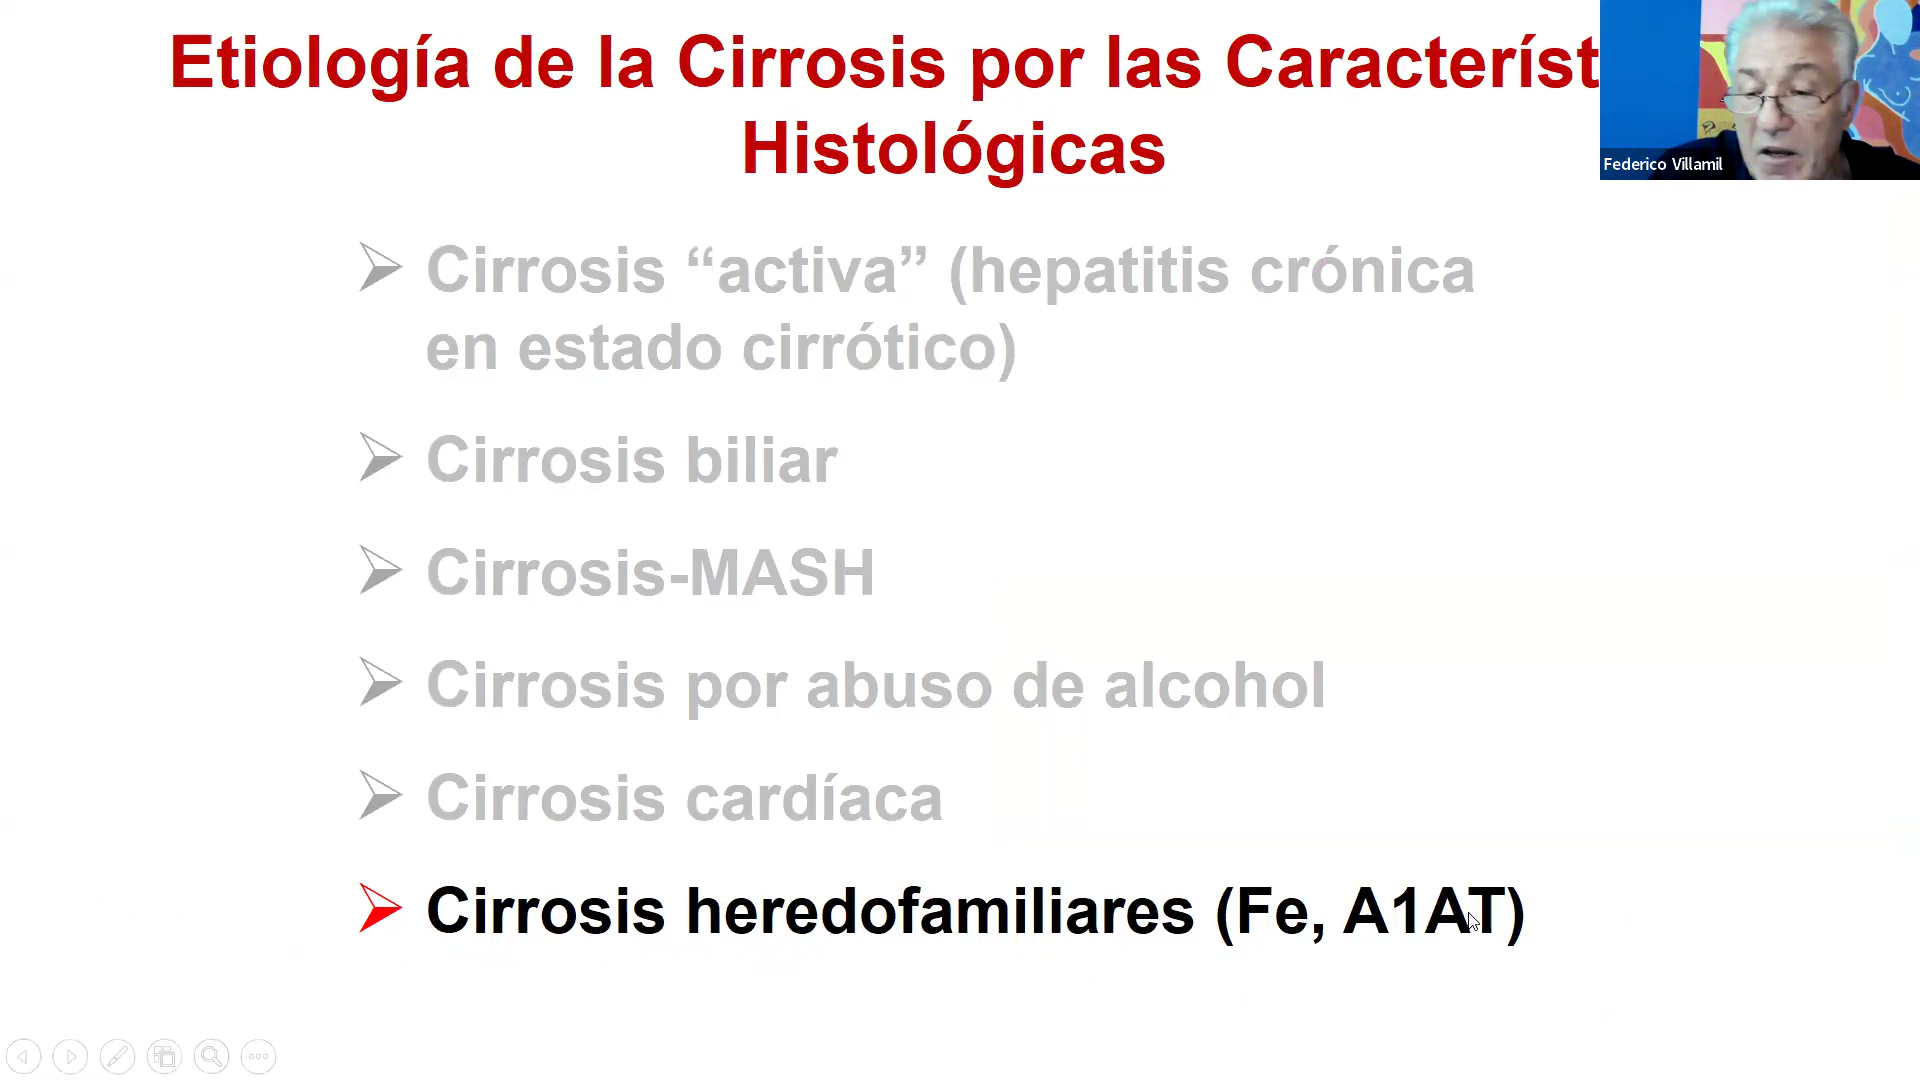 Etiología de la Cirrosis por las Característ
Histológicas
Federico Villamil
➢ Cirrosis “activa” (hepatitis crónica
en estado cirrótico)
➢ Cirrosis biliar
➢ Cirrosis-MASH
➢ Cirrosis por abuso de alcohol
➢ Cirrosis cardíaca
➢ Cirrosis heredofamiliares (Fe, A1AT)